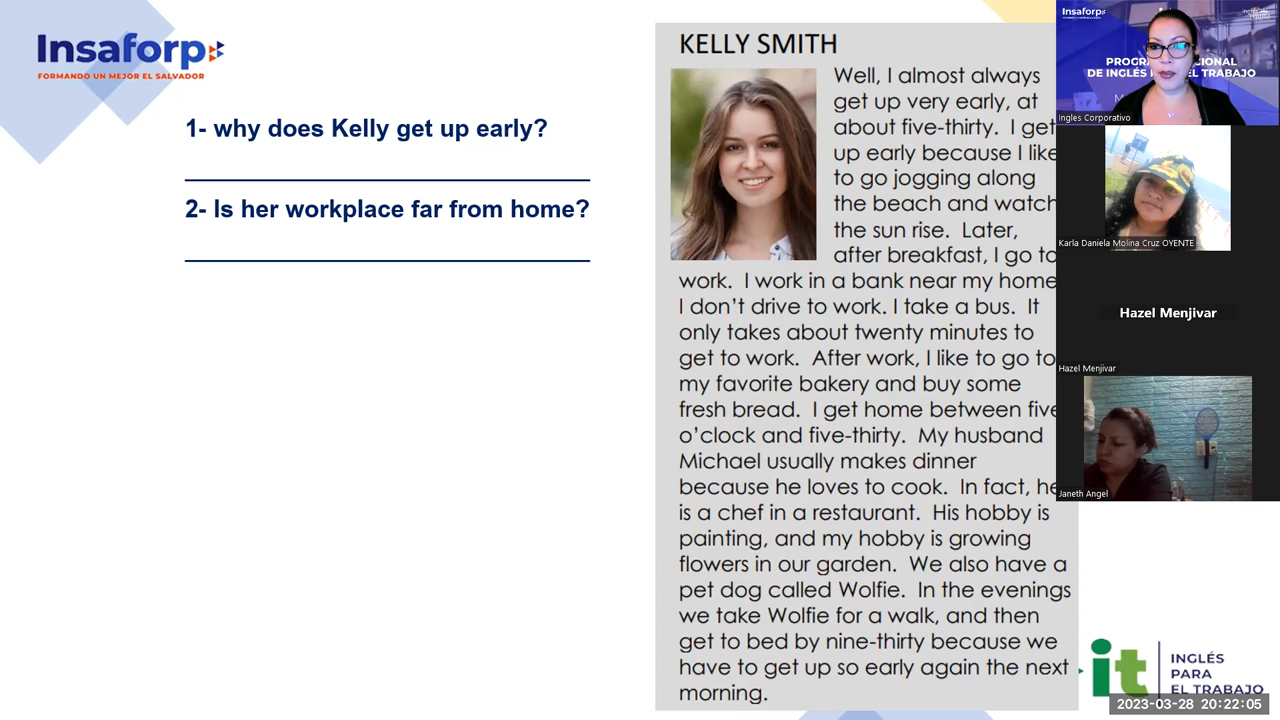 Insaforp
FORMANDO UN MEJOR EL SALVADOR
1- why does Kelly get up early?
2- Is her workplace far from home?
KELLY SMITH
Well, I almost always
get up very early, at
about five-thirty. I get
up early because I like
to go jogging along
the beach and watch
the sun rise. Later,
after breakfast, I go to
work. I work in a bank near my home
I don't drive to work. I take a bus. It
only takes about twenty minutes to
get to work. After work, I like to go to
my favorite bakery and buy some
fresh bread. I get home between five
o'clock and five-thirty. My husband
Michael usually makes dinner
because he loves to cook. In fact, he
is a chef in a restaurant. His hobby is
painting, and my hobby is growing
flowers in our garden. We also have a
pet dog called Wolfie. In the evenings
we take Wolfie for a walk, and then
get to bed by nine-thirty because we
have to get up so early again the next
morning.
Insaforp
DE INGLÉS
EL TRABAJO
Ingles Corporativo
Karla Daniela Molina Cruz OYENTE
Hazel Menjivar
Hazel Menjivar
Janeth Angel
it
INGLÉS
PARA
EL TRABAJO
2023-03-28 20:22:05